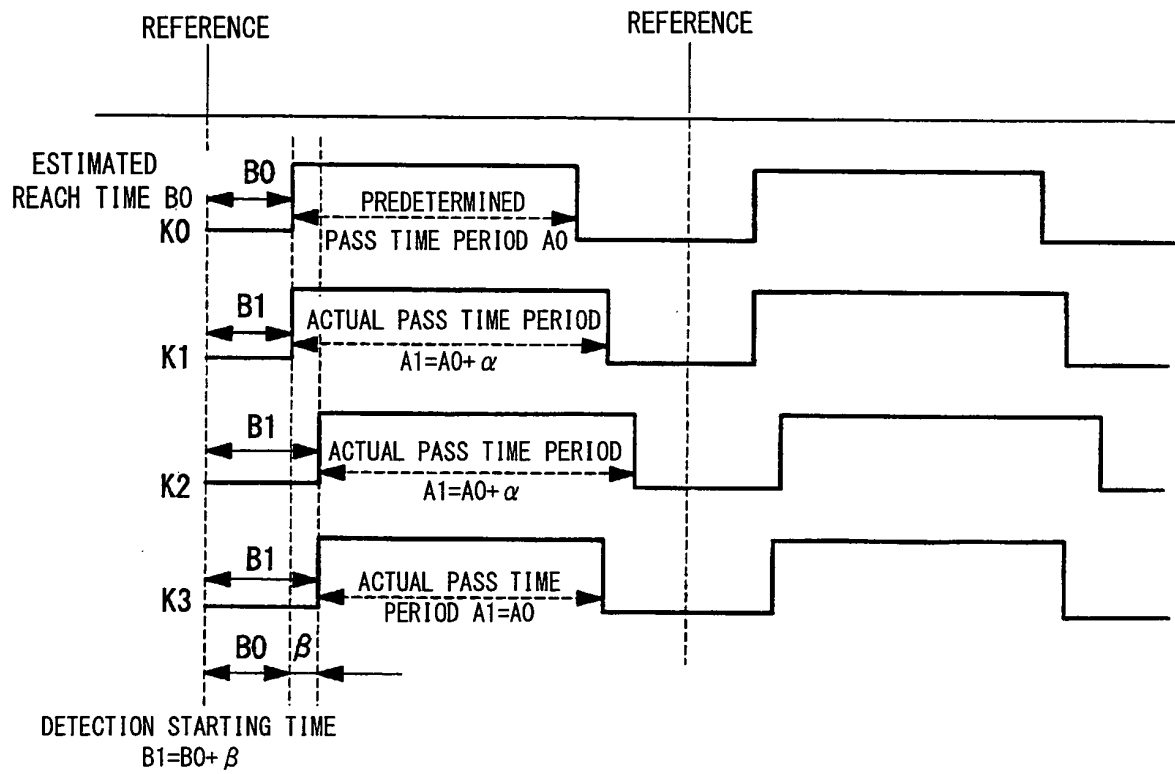 REFERENCE
REFERENCE
ESTIMATED
REACH TIME B0
B0
K0
PREDETERMINED
PASS TIME PERIOD A0
B1
K1
ACTUAL PASS TIME PERIOD
A1=A0+α
B1
K2
ACTUAL PASS TIME PERIOD
A1=A0+α
B1
K3
ACTUAL PASS TIME
PERIOD A1=A0
B0
β
DETECTION STARTING TIME
B1=B0+β